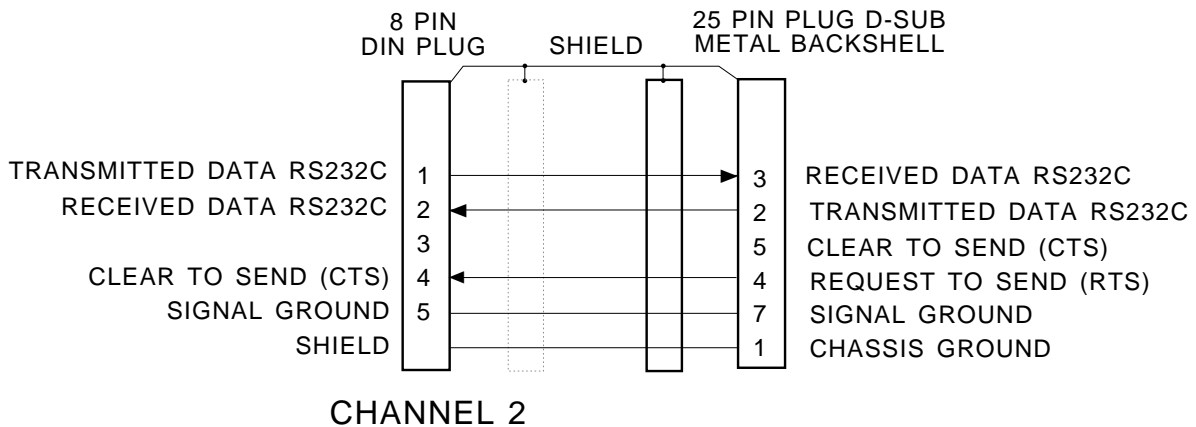 8 PIN
DIN PLUG
SHIELD
25 PIN PLUG D-SUB
METAL BACKSHELL
TRANSMITTED DATA RS232C 1 3 RECEIVED DATA RS232C
RECEIVED DATA RS232C 2 2 TRANSMITTED DATA RS232C
3 5 CLEAR TO SEND (CTS)
CLEAR TO SEND (CTS) 4 4 REQUEST TO SEND (RTS)
SIGNAL GROUND 5 7 SIGNAL GROUND
SHIELD 1 CHASSIS GROUND
CHANNEL 2